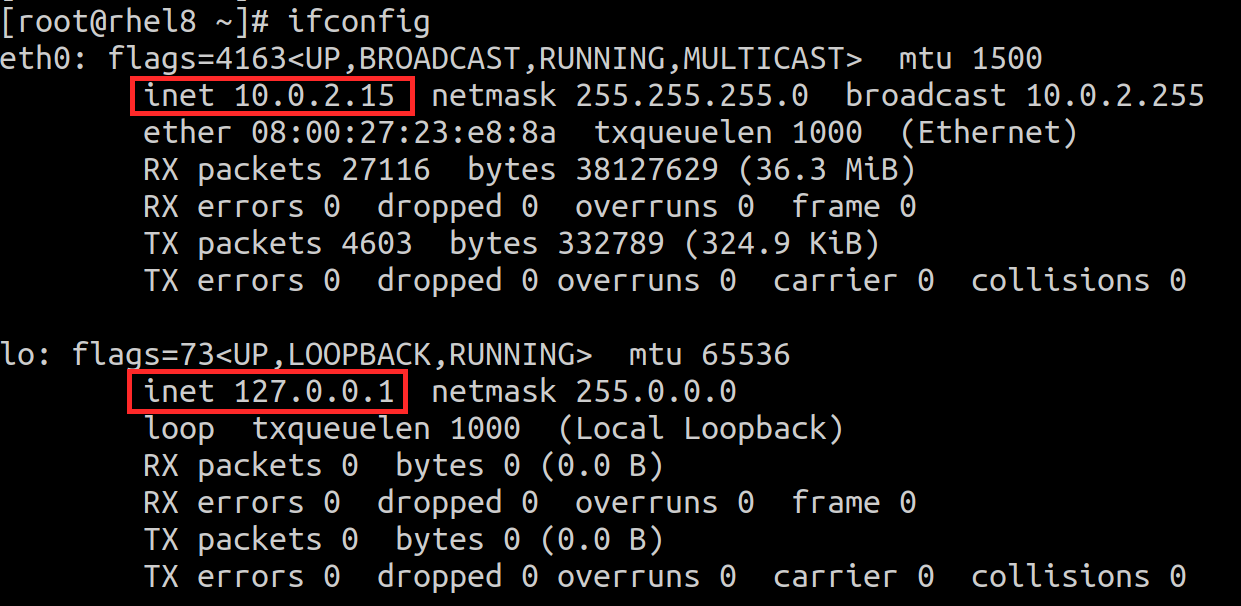 [root@rhel8 ~]# ifconfig
eth0: flags=4163<UP,BROADCAST,RUNNING,MULTICAST>  mtu 1500
        inet 10.0.2.15  netmask 255.255.255.0  broadcast 10.0.2.255
        ether 08:00:27:23:e8:8a  txqueuelen 1000  (Ethernet)
        RX packets 27116  bytes 38127629 (36.3 MiB)
        RX errors 0  dropped 0  overruns 0  frame 0
        TX packets 4603  bytes 332789 (324.9 KiB)
        TX errors 0  dropped 0 overruns 0  carrier 0  collisions 0

lo: flags=73<UP,LOOPBACK,RUNNING>  mtu 65536
        inet 127.0.0.1  netmask 255.0.0.0
        loop  txqueuelen 1000  (Local Loopback)
        RX packets 0  bytes 0 (0.0 B)
        RX errors 0  dropped 0  overruns 0  frame 0
        TX packets 0  bytes 0 (0.0 B)
        TX errors 0  dropped 0 overruns 0  carrier 0  collisions 0